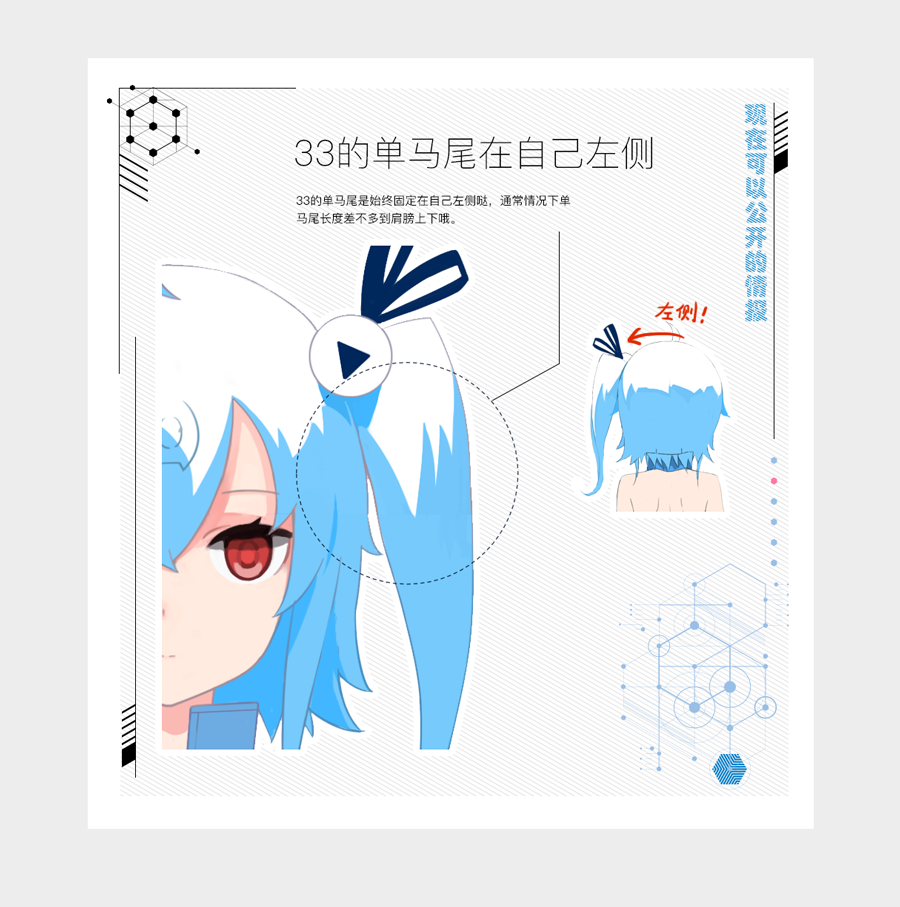 33的单马尾在自己左侧
33的单马尾是始终固定在自己左侧哒，通常情况下单
马尾长度差不多到肩膀上下哦。
左侧！
现在可以公开的情报